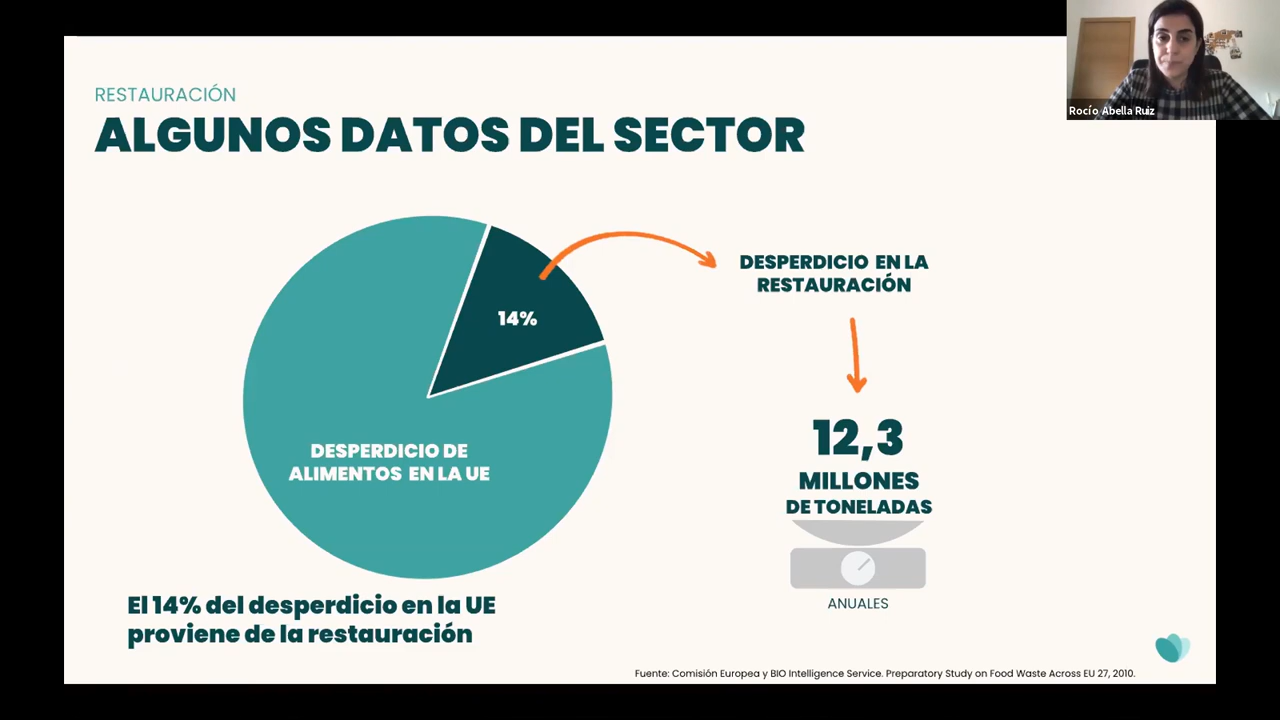 Rocío Abella Ruiz
RESTAURACIÓN
ALGUNOS DATOS DEL SECTOR
14%
DESPERDICIO DE
ALIMENTOS EN LA UE
El 14% del desperdicio en la UE
proviene de la restauración
DESPERDICIO EN LA
RESTAURACIÓN
12,3
MILLONES
DE TONELADAS
ANUALES
Fuente: Comisión Europea y BIO Intelligence Service. Preparatory Study on Food Waste Across EU 27, 2010.